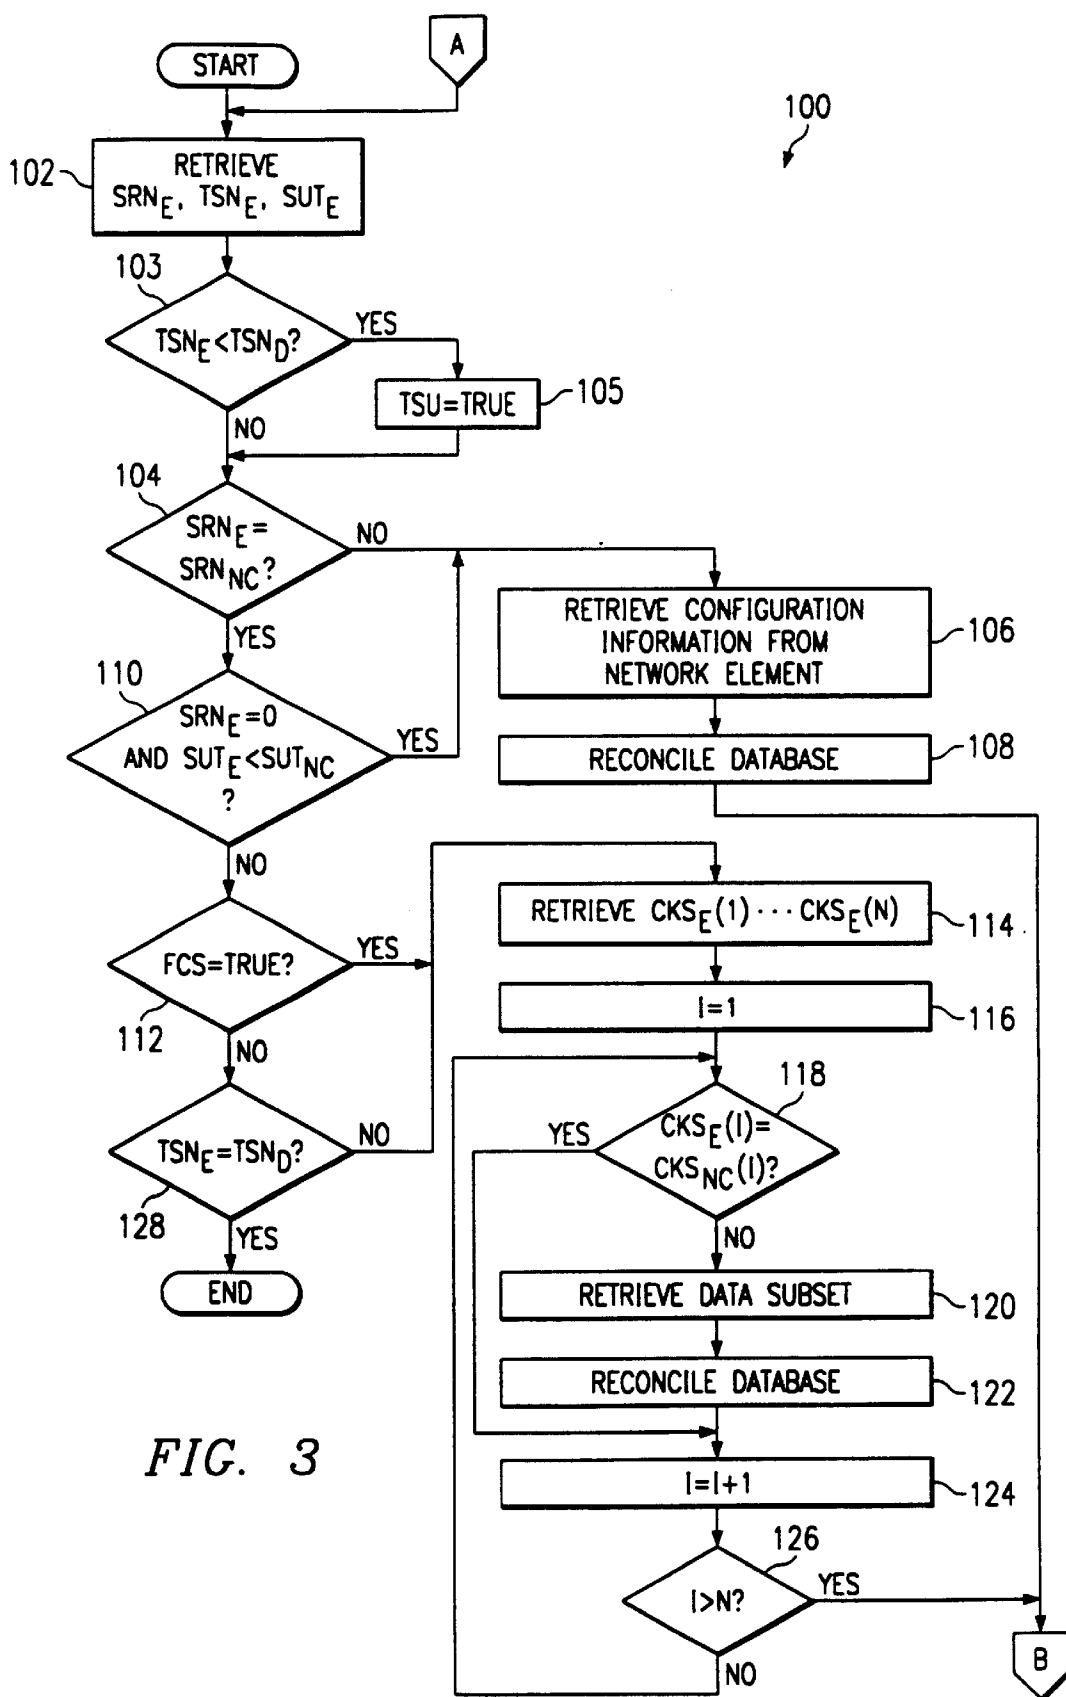 A
START
100
102
RETRIEVE
SRN_E, TSN_E, SUT_E
103
TSN_E<TSN_D?
YES
TSU=TRUE
105
NO
104
SRN_E=
SRN_NC?
NO
YES
RETRIEVE CONFIGURATION
INFORMATION FROM
NETWORK ELEMENT
106
110
SRN_E=0
AND SUT_E<SUT_NC
?
YES
RECONCILE DATABASE
108
NO
RETRIEVE CKS_E(1)···CKS_E(N)
114
FCS=TRUE?
YES
112
I=1
116
NO
118
TSN_E=TSN_D?
NO
128
YES
CKS_E(I)=
CKS_NC(I)?
YES
NO
END
RETRIEVE DATA SUBSET
120
RECONCILE DATABASE
122
FIG. 3
I=I+1
124
126
I>N?
YES
NO
B